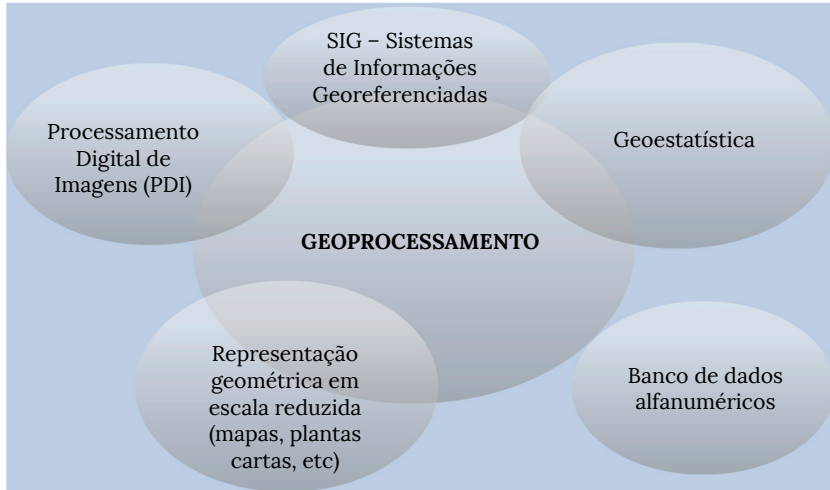 SIG – Sistemas
de Informações
Georeferenciadas
Processamento
Digital de
Imagens (PDI)
Geoestatística
GEOPROCESSAMENTO
Representação
geométrica em
escala reduzida
(mapas, plantas
cartas, etc)
Banco de dados
alfanuméricos